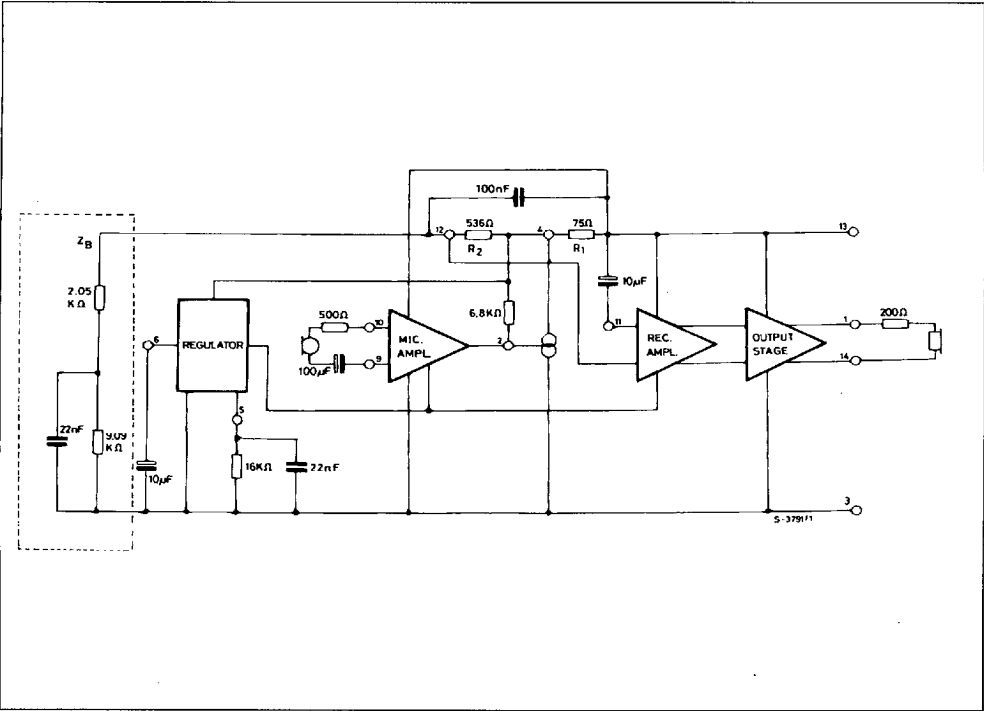 100nF
12
536Ω
4
75Ω
13
Z_B
R2
R1
2.05
KΩ
10µF
6,8KΩ
11
1
200Ω
6
REGULATOR
500Ω
10
MIC.
AMPL.
2
REC.
AMPL.
OUTPUT
STAGE
100µF
9
14
5
22nF
9.09
KΩ
10µF
16KΩ
22nF
3
S-3791/1